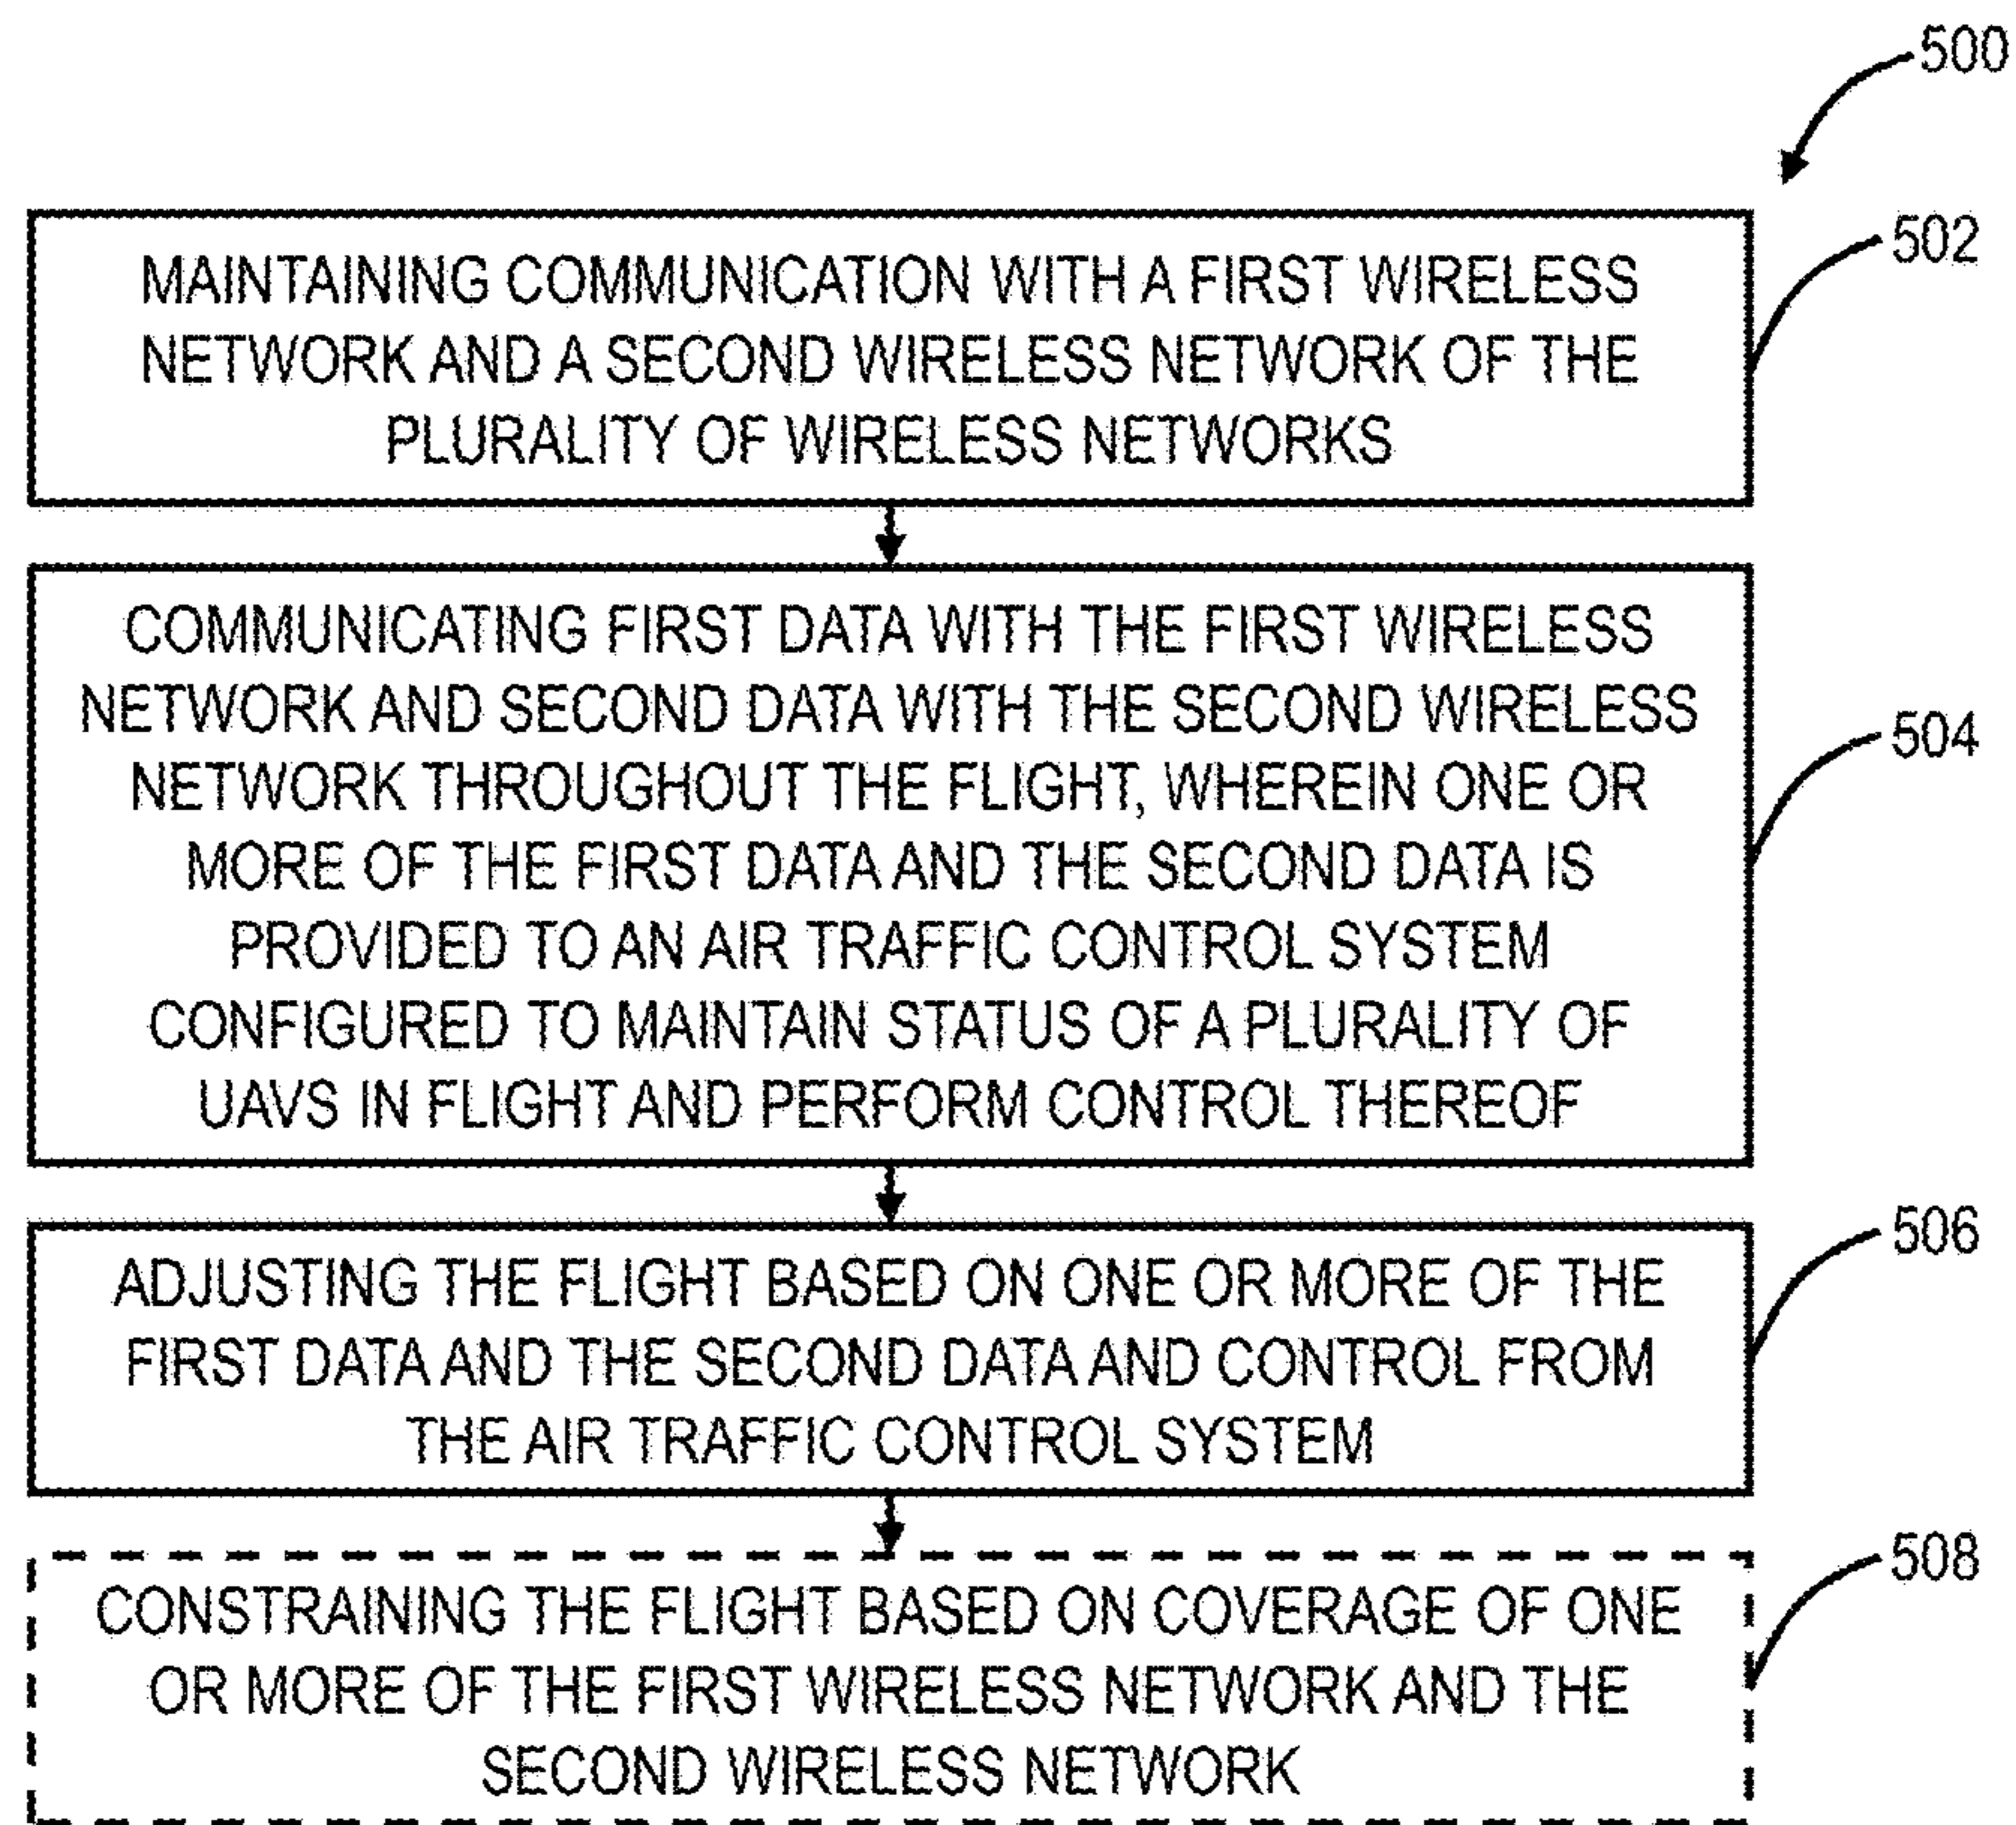 500
502
MAINTAINING COMMUNICATION WITH A FIRST WIRELESS
NETWORK AND A SECOND WIRELESS NETWORK OF THE
PLURALITY OF WIRELESS NETWORKS
504
COMMUNICATING FIRST DATA WITH THE FIRST WIRELESS
NETWORK AND SECOND DATA WITH THE SECOND WIRELESS
NETWORK THROUGHOUT THE FLIGHT, WHEREIN ONE OR
MORE OF THE FIRST DATA AND THE SECOND DATA IS
PROVIDED TO AN AIR TRAFFIC CONTROL SYSTEM
CONFIGURED TO MAINTAIN STATUS OF A PLURALITY OF
UAVS IN FLIGHT AND PERFORM CONTROL THEREOF
506
ADJUSTING THE FLIGHT BASED ON ONE OR MORE OF THE
FIRST DATA AND THE SECOND DATA AND CONTROL FROM
THE AIR TRAFFIC CONTROL SYSTEM
508
CONSTRAINING THE FLIGHT BASED ON COVERAGE OF ONE
OR MORE OF THE FIRST WIRELESS NETWORK AND THE
SECOND WIRELESS NETWORK